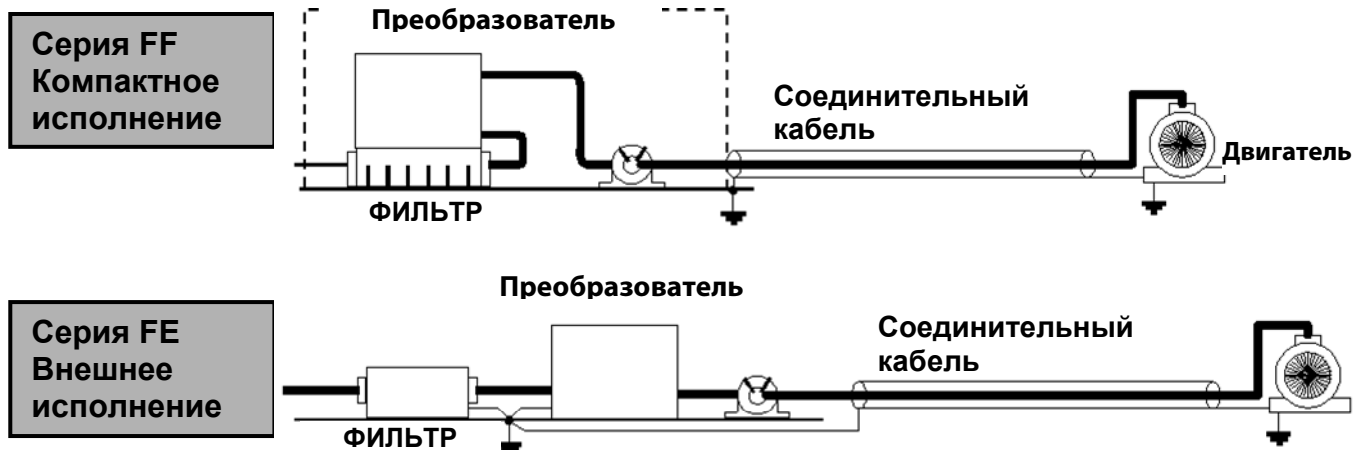 Преобразователь
Серия FF
Компактное
исполнение
Соединительный
кабель
Двигатель
ФИЛЬТР
Преобразователь
Серия FE
Внешнее
исполнение
Соединительный
кабель
ФИЛЬТР